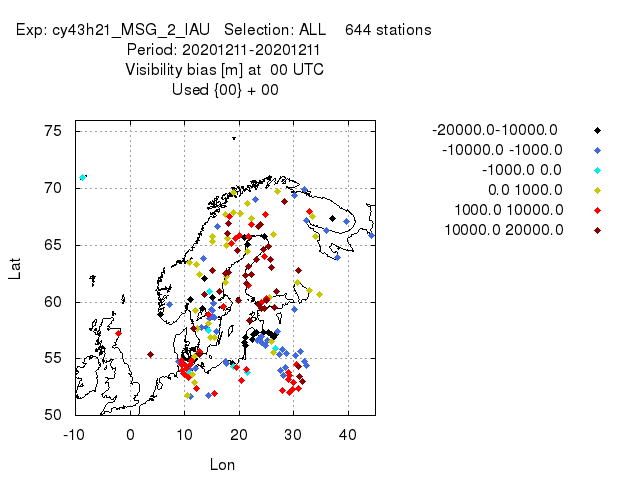 Exp: cy43h21_MSG_2_IAU   Selection: ALL    644 stations
Period: 20201211-20201211
Visibility bias [m] at  00 UTC
Used {00} + 00
-20000.0-10000.0
-10000.0 -1000.0
-1000.0 0.0
0.0 1000.0
1000.0 10000.0
10000.0 20000.0
75
70
65
60
55
50
Lat
-10 0 10 20 30 40
Lon